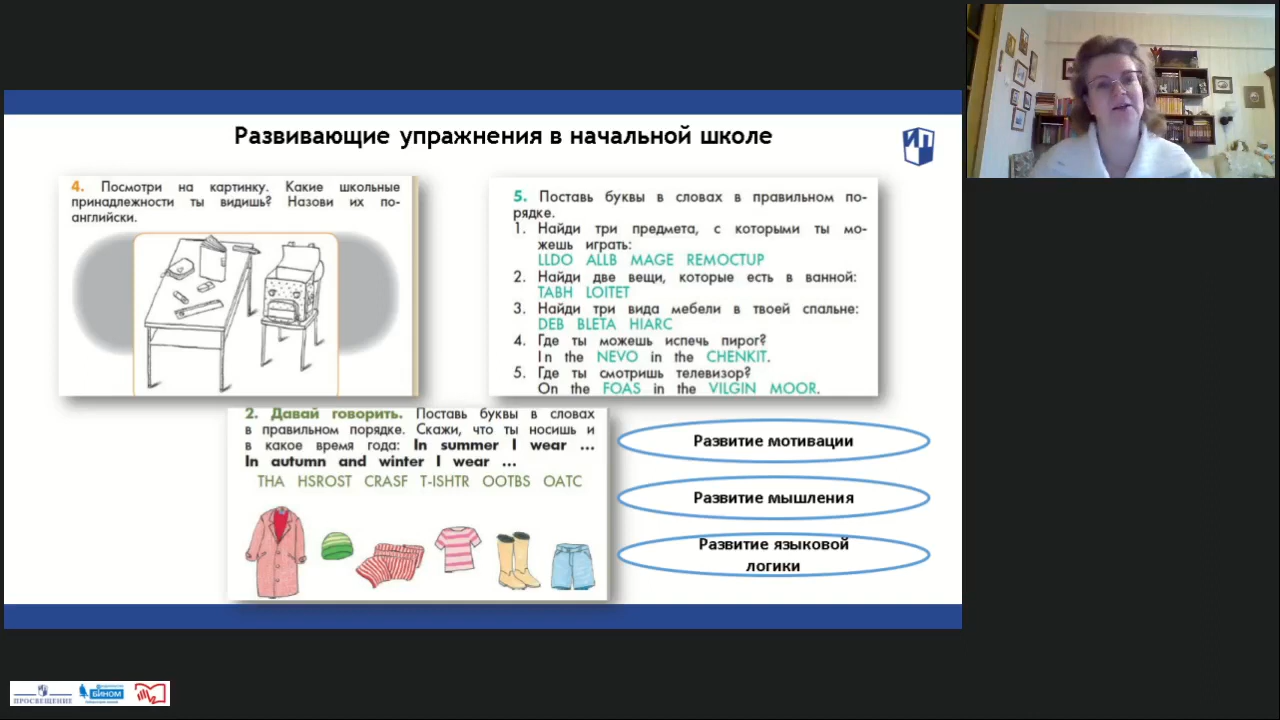 Развивающие упражнения в начальной школе
4. Посмотри на картинку. Какие школьные
принадлежности ты видишь? Назови их по-
английски.
5. Поставь буквы в словах в правильном по-
рядке.
1. Найди три предмета, с которыми ты мо-
жешь играть:
LLDO ALLB MAGE REMOCTUP
2. Найди две вещи, которые есть в ванной:
TABH LOITET
3. Найди три вида мебели в твоей спальне:
DEB BLETA HIARC
4. Где ты можешь испечь пирог?
In the NEVO in the CHENKIT.
5. Где ты смотришь телевизор?
On the FOAS in the VILGIN MOOR.
2. Давай говорить. Поставь буквы в словах
в правильном порядке. Скажи, что ты носишь и
в какое время года: In summer I wear ...
In autumn and winter I wear ...
THA HSROST CRASF T-ISHTR OOTBS OATC
Развитие мотивации
Развитие мышления
Развитие языковой
логики
ИП
ПРОСВЕЩЕНИЕ
БИНОМ